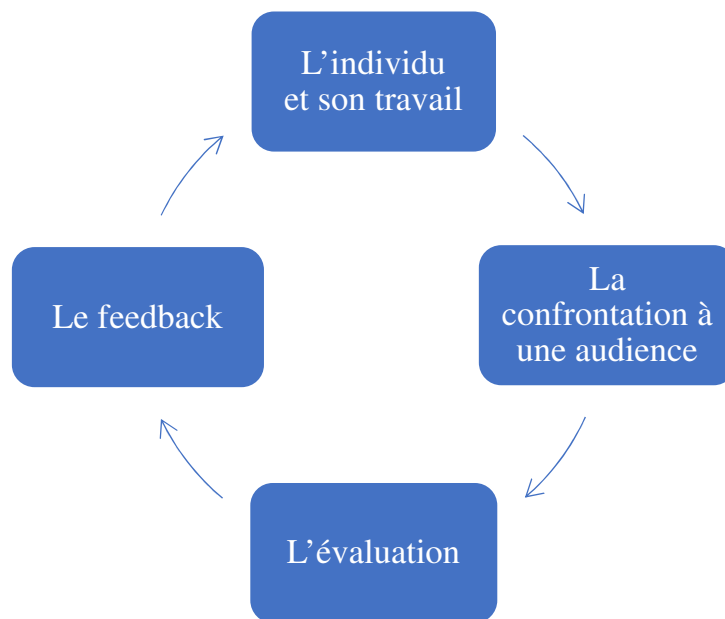 L’individu
et son travail
La
confrontation à
une audience
L’évaluation
Le feedback